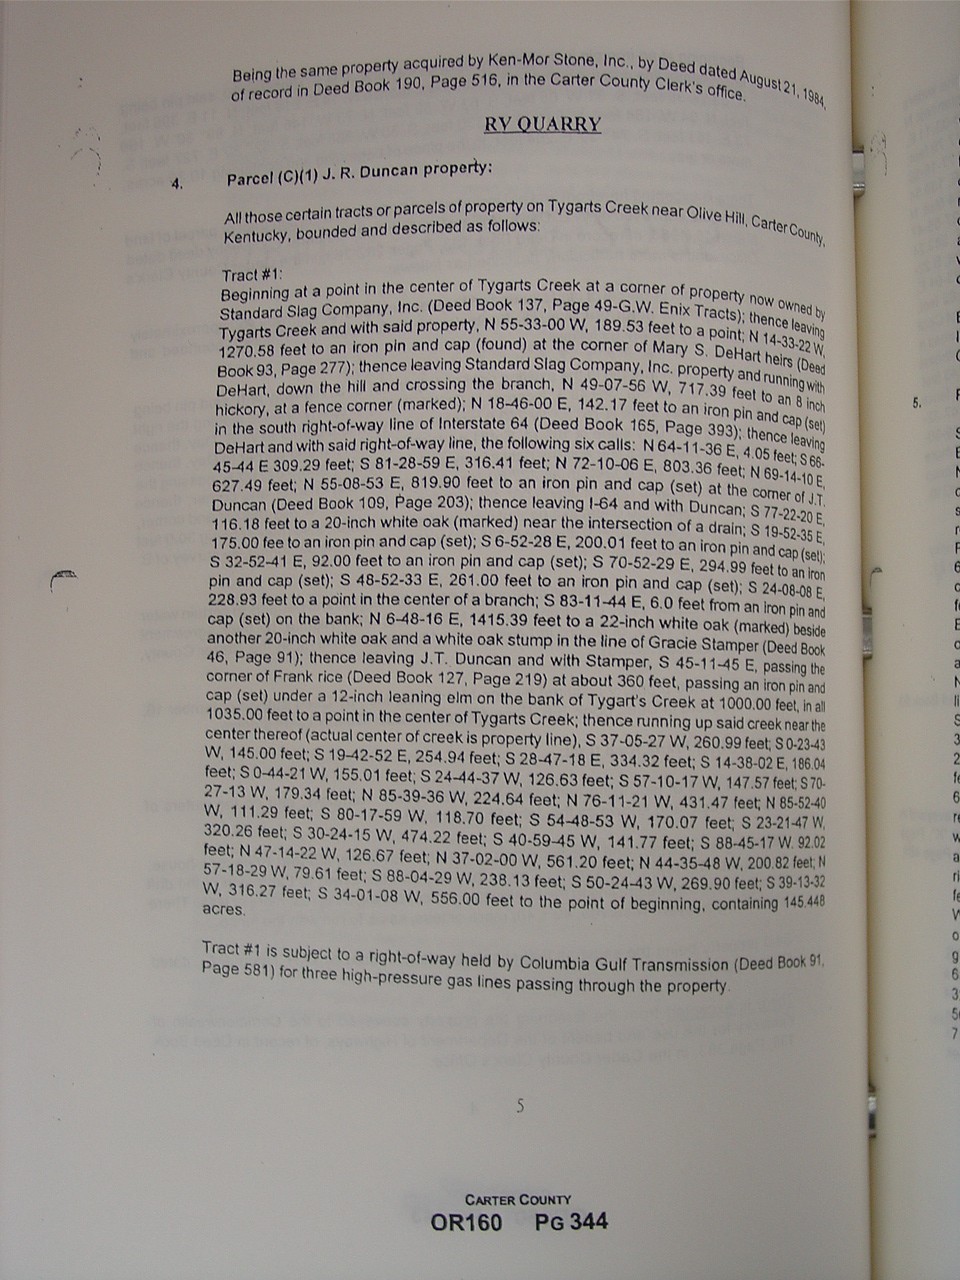 Being the same property acquired by Ken-Mor Stone, Inc., by Deed dated August 21, 1984,
of record in Deed Book 190, Page 516, in the Carter County Clerk's office.
RV QUARRY
4. Parcel (C)(1) J. R. Duncan property:
All those certain tracts or parcels of property on Tygarts Creek near Olive Hill, Carter County,
Kentucky, bounded and described as follows:
Tract #1:
Beginning at a point in the center of Tygarts Creek at a corner of property now owned by
Standard Slag Company, Inc. (Deed Book 137, Page 49-G.W. Enix Tracts); thence leaving
Tygarts Creek and with said property, N 55-33-00 W, 189.53 feet to a point; N 14-33-22 W,
1270.58 feet to an iron pin and cap (found) at the corner of Mary S. DeHart heirs (Deed
Book 93, Page 277); thence leaving Standard Slag Company, Inc. property and running with
DeHart, down the hill and crossing the branch, N 49-07-56 W, 717.39 feet to an 8 inch
hickory, at a fence corner (marked); N 18-46-00 E, 142.17 feet to an iron pin and cap (set)
in the south right-of-way line of Interstate 64 (Deed Book 165, Page 393); thence leaving
DeHart and with said right-of-way line, the following six calls: N 64-11-36 E, 4.05 feet; S 66-
45-44 E 309.29 feet; S 81-28-59 E, 316.41 feet; N 72-10-06 E, 803.36 feet; N 69-14-10 E,
627.49 feet; N 55-08-53 E, 819.90 feet to an iron pin and cap (set) at the corner of J.T.
Duncan (Deed Book 109, Page 203); thence leaving I-64 and with Duncan; S 77-22-20 E,
116.18 feet to a 20-inch white oak (marked) near the intersection of a drain; S 19-52-35 E,
175.00 fee to an iron pin and cap (set); S 6-52-28 E, 200.01 feet to an iron pin and cap (set);
S 32-52-41 E, 92.00 feet to an iron pin and cap (set); S 70-52-29 E, 294.99 feet to an iron
pin and cap (set); S 48-52-33 E, 261.00 feet to an iron pin and cap (set); S 24-08-08 E,
228.93 feet to a point in the center of a branch; S 83-11-44 E, 6.0 feet from an iron pin and
cap (set) on the bank; N 6-48-16 E, 1415.39 feet to a 22-inch white oak (marked) beside
another 20-inch white oak and a white oak stump in the line of Gracie Stamper (Deed Book
46, Page 91); thence leaving J.T. Duncan and with Stamper, S 45-11-45 E, passing the
corner of Frank rice (Deed Book 127, Page 219) at about 360 feet, passing an iron pin and
cap (set) under a 12-inch leaning elm on the bank of Tygart's Creek at 1000.00 feet, in all
1035.00 feet to a point in the center of Tygarts Creek; thence running up said creek near the
center thereof (actual center of creek is property line), S 37-05-27 W, 260.99 feet; S 0-23-43
W, 145.00 feet; S 19-42-52 E, 254.94 feet; S 28-47-18 E, 334.32 feet; S 14-38-02 E, 186.04
feet; S 0-44-21 W, 155.01 feet; S 24-44-37 W, 126.63 feet; S 57-10-17 W, 147.57 feet; S 70-
27-13 W, 179.34 feet; N 85-39-36 W, 224.64 feet; N 76-11-21 W, 431.47 feet; N 85-52-40
W, 111.29 feet; S 80-17-59 W, 118.70 feet; S 54-48-53 W, 170.07 feet; S 23-21-47 W,
320.26 feet; S 30-24-15 W, 474.22 feet; S 40-59-45 W, 141.77 feet; S 88-45-17 W. 92.02
feet; N 47-14-22 W, 126.67 feet; N 37-02-00 W, 561.20 feet; N 44-35-48 W, 200.82 feet; N
57-18-29 W, 79.61 feet; S 88-04-29 W, 238.13 feet; S 50-24-43 W, 269.90 feet; S 39-13-32
W, 316.27 feet; S 34-01-08 W, 556.00 feet to the point of beginning, containing 145.448
acres.
Tract #1 is subject to a right-of-way held by Columbia Gulf Transmission (Deed Book 91,
Page 581) for three high-pressure gas lines passing through the property.
5
CARTER COUNTY
OR160 PG 344
5.